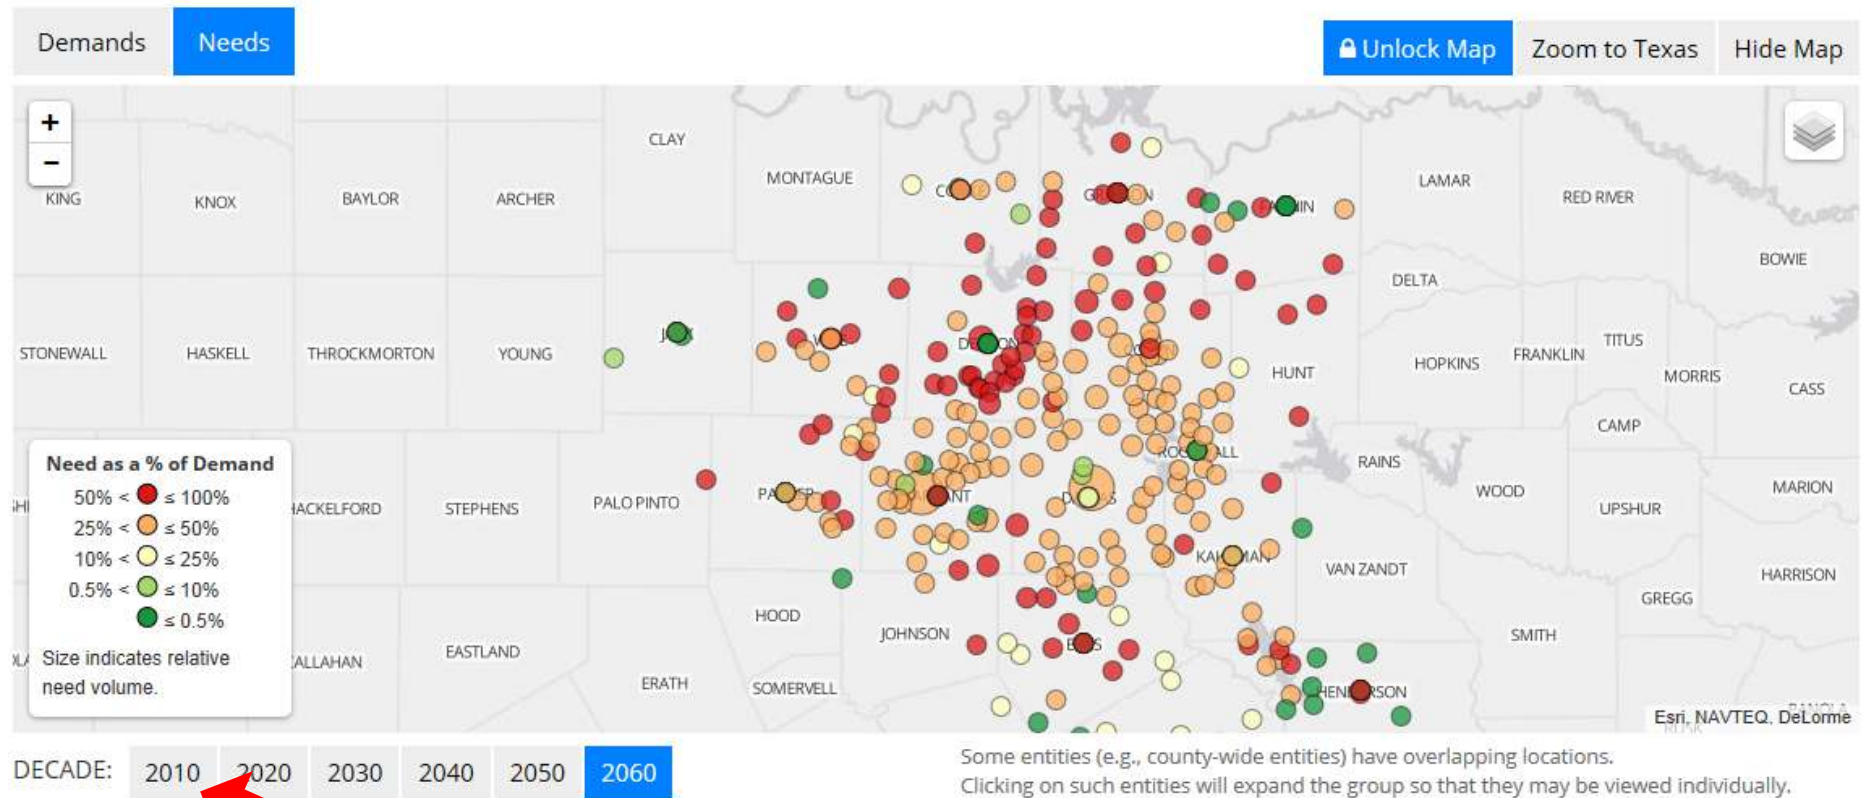 Demands Needs Unlock Map Zoom to Texas Hide Map
+
−
CLAY
MONTAGUE
LAMAR
RED RIVER
KING
KNOX
BAYLOR
ARCHER
BOWIE
DELTA
STONEWALL
HASKELL
THROCKMORTON
YOUNG
HUNT
HOPKINS
FRANKLIN
TITUS
MORRIS
CASS
CAMP
RAINS
WOOD
UPSHUR
MARION
Need as a % of Demand
50% < ≤ 100%
25% < ≤ 50%
10% < ≤ 25%
0.5% < ≤ 10%
≤ 0.5%
Size indicates relative
need volume.
STEPHENS
PALO PINTO
VAN ZANDT
HARRISON
GREGG
HOOD
JOHNSON
SMITH
EASTLAND
ERATH
SOMERVELL
Esri, NAVTEQ, DeLorme
DECADE: 2010 2020 2030 2040 2050 2060
Some entities (e.g., county-wide entities) have overlapping locations.
Clicking on such entities will expand the group so that they may be viewed individually.